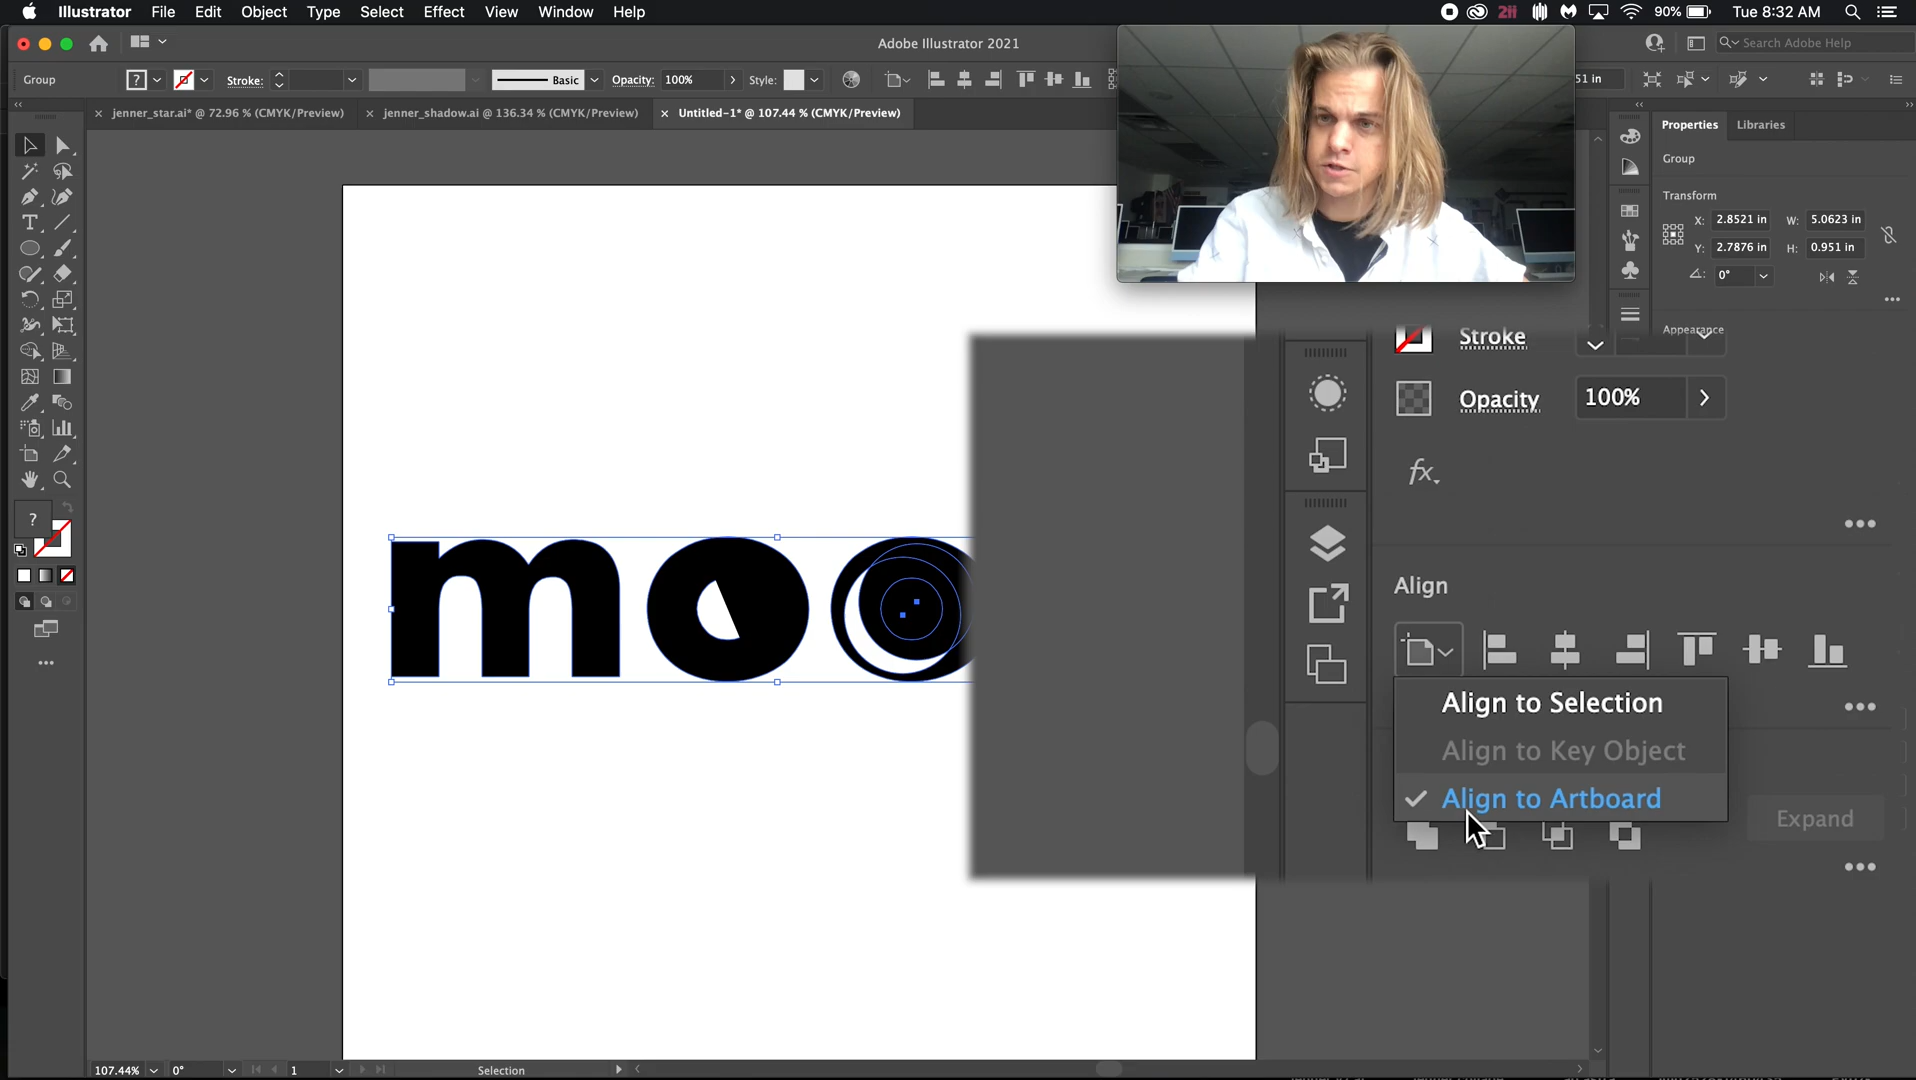 Illustrator File Edit Object Type Select Effect View Window Help
90% Tue 8:32 AM
Adobe Illustrator 2021
Search Adobe Help
Group
Stroke:
Basic
Opacity: 100%
Style:
51 in
jenner_star.ai* @ 72.96 % (CMYK/Preview)
jenner_shadow.ai @ 136.34 % (CMYK/Preview)
Untitled-1* @ 107.44 % (CMYK/Preview)
Properties Libraries
Group
Transform
X: 2.8521 in W: 5.0623 in
Y: 2.7876 in H: 0.951 in
0°
Appearance
Stroke
Opacity 100%
fx
Align
Align to Selection
Align to Key Object
Align to Artboard
Expand
moo
107.44% 0° 1 Selection